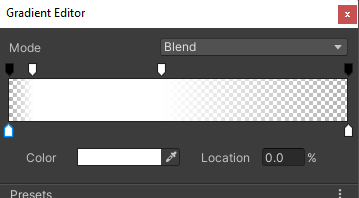 Gradient Editor x
Mode Blend
Color Location 0.0 %
Presets